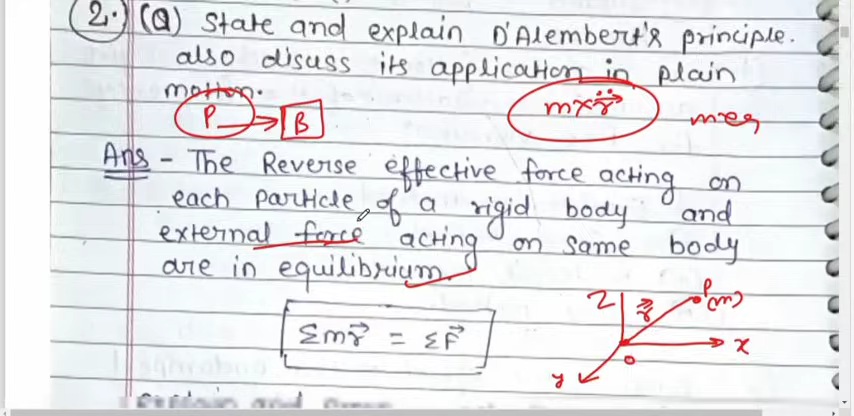 2. (Q) State and explain D'Alembert's principle.
also discuss its application in plain
motion.
P → B
m×r̈⃗
Ans - The Reverse effective force acting on
each particle of a rigid body and
external force acting on same body
are in equilibrium.
Z r̈⃗ P(m)
Σmr̈⃗ = ΣF⃗
O x
y